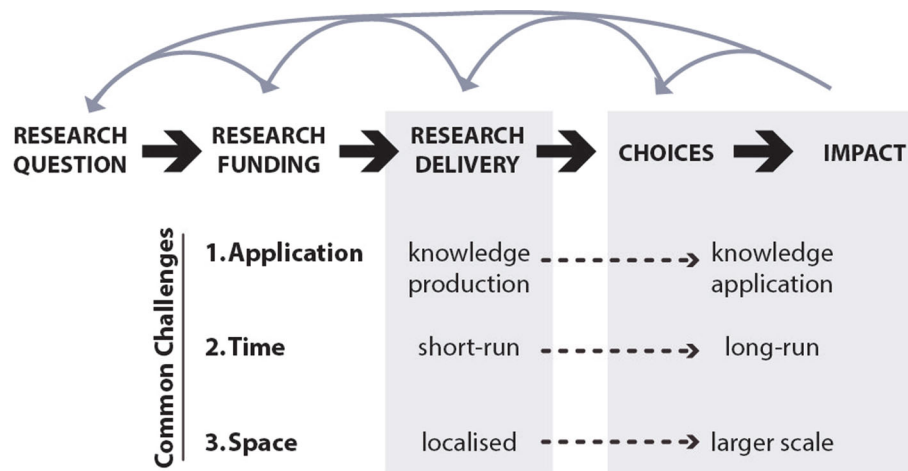 RESEARCH QUESTION
RESEARCH FUNDING
RESEARCH DELIVERY
CHOICES
IMPACT
Common Challenges
1. Application
knowledge production
knowledge application
2. Time
short-run
long-run
3. Space
localised
larger scale